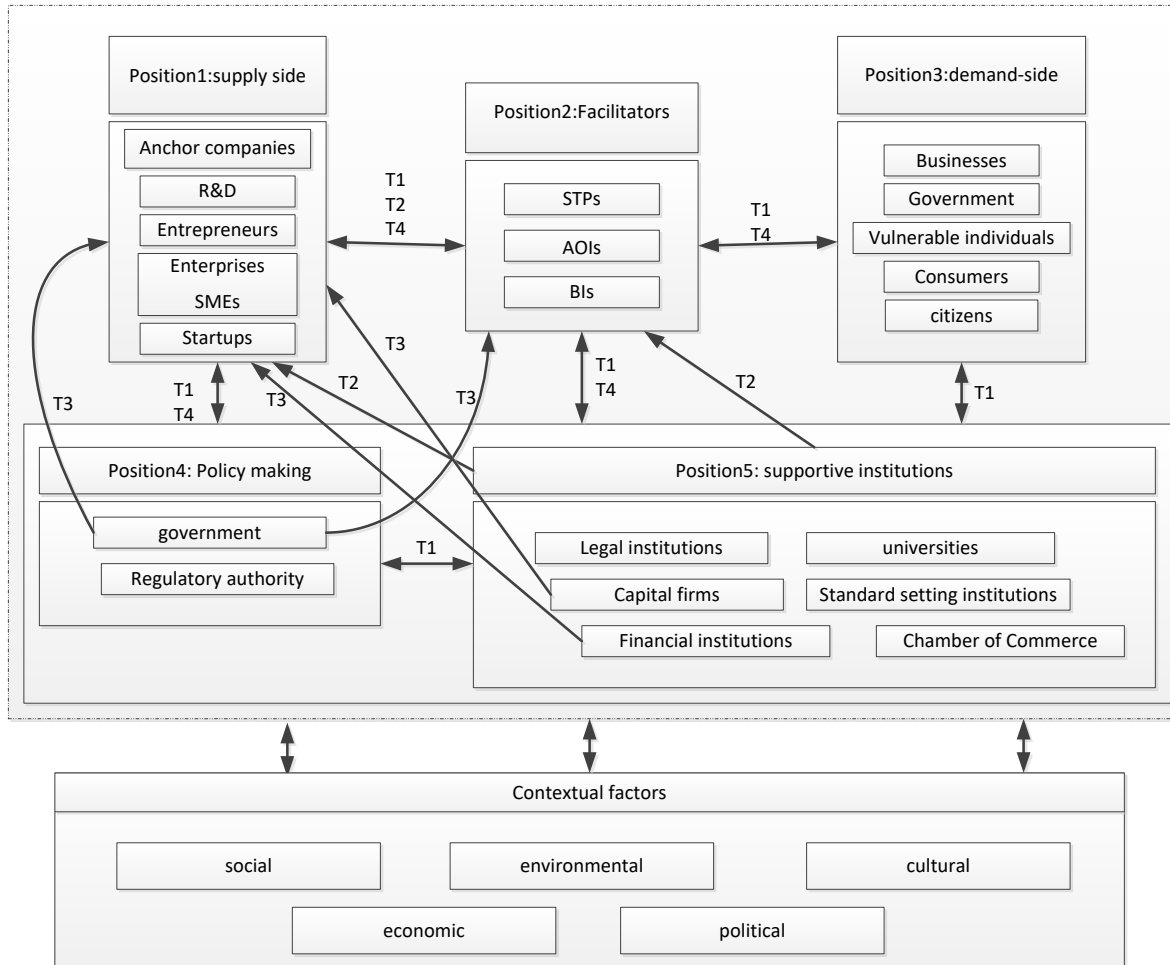 Position1:supply side
Position2:Facilitators
Position3:demand-side
Anchor companies
R&D
Entrepreneurs
Enterprises
SMEs
Startups
T1
T2
T4
STPs
AOIs
BIs
T1
T4
Businesses
Government
Vulnerable individuals
Consumers
citizens
T3
T1
T4
T3
T2
T3
T3
T1
T4
T2
T1
Position4: Policy making
government
Regulatory authority
T1
Position5: supportive institutions
Legal institutions
universities
Capital firms
Standard setting institutions
Financial institutions
Chamber of Commerce
Contextual factors
social
environmental
cultural
economic
political